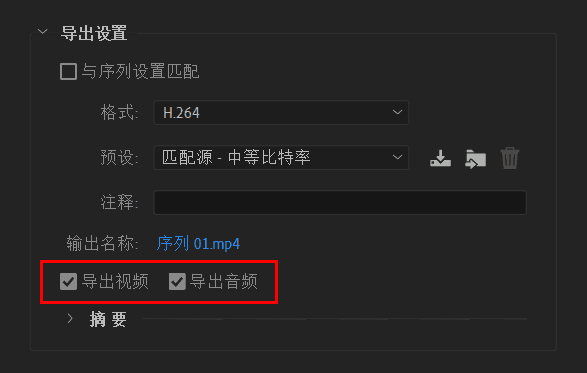 导出设置
与序列设置匹配
格式: H.264
预设: 匹配源 - 中等比特率
注释:
输出名称: 序列 01.mp4
导出视频 导出音频
摘要